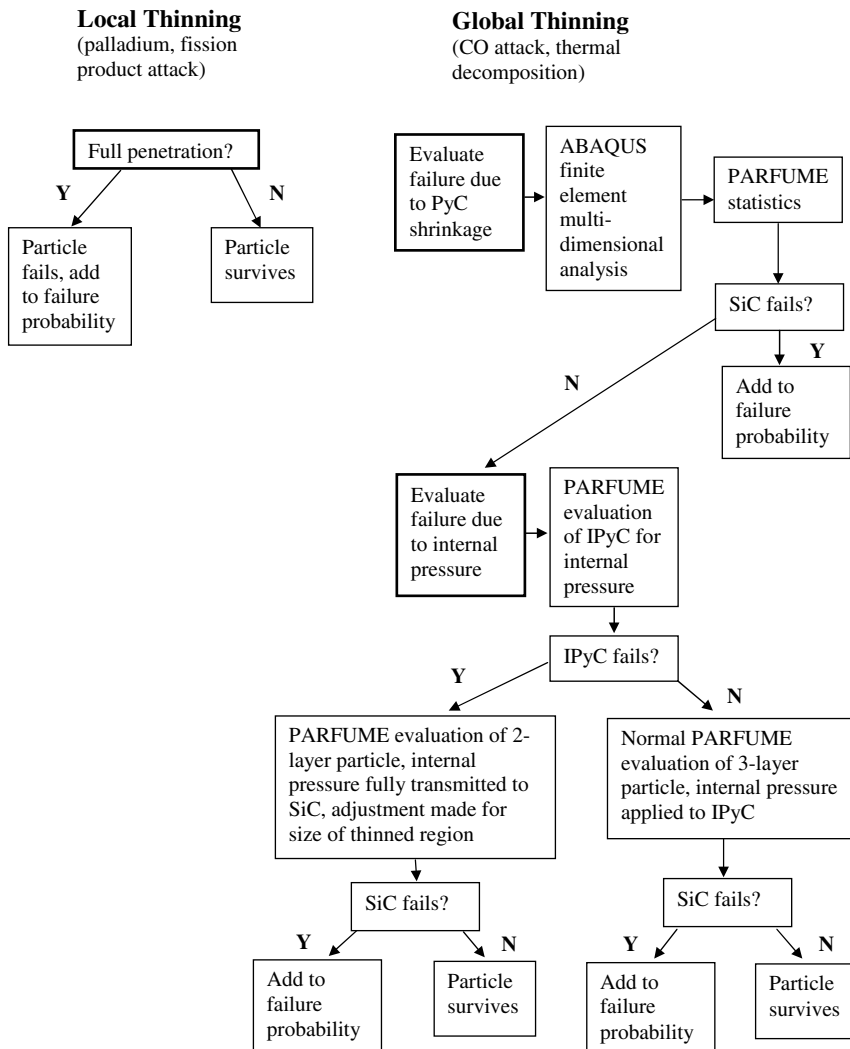 Local Thinning
(palladium, fission
product attack)
Full penetration?
Y
N
Particle
fails, add
to failure
probability
Particle
survives
Global Thinning
(CO attack, thermal
decomposition)
Evaluate
failure due
to PyC
shrinkage
ABAQUS
finite
element
multi-
dimensional
analysis
PARFUME
statistics
SiC fails?
Y
N
Add to
failure
probability
Evaluate
failure due
to internal
pressure
PARFUME
evaluation
of IPyC for
internal
pressure
IPyC fails?
Y
N
PARFUME evaluation of 2-
layer particle, internal
pressure fully transmitted to
SiC, adjustment made for
size of thinned region
Normal PARFUME
evaluation of 3-layer
particle, internal pressure
applied to IPyC
SiC fails?
Y
N
Add to
failure
probability
Particle
survives
SiC fails?
Y
N
Add to
failure
probability
Particle
survives